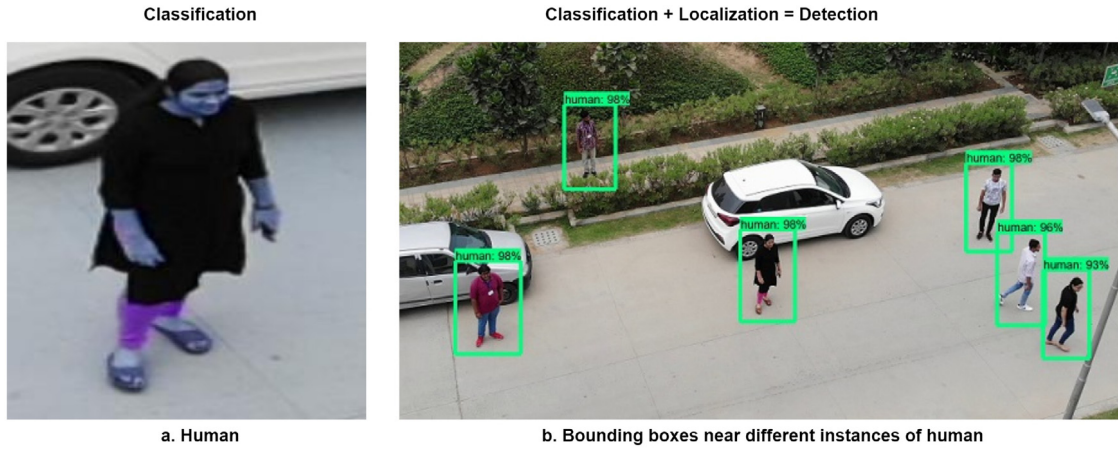 Classification
Classification + Localization = Detection
human: 98%
human: 98%
human: 98%
human: 96%
human: 98%
human: 93%
a. Human
b. Bounding boxes near different instances of human